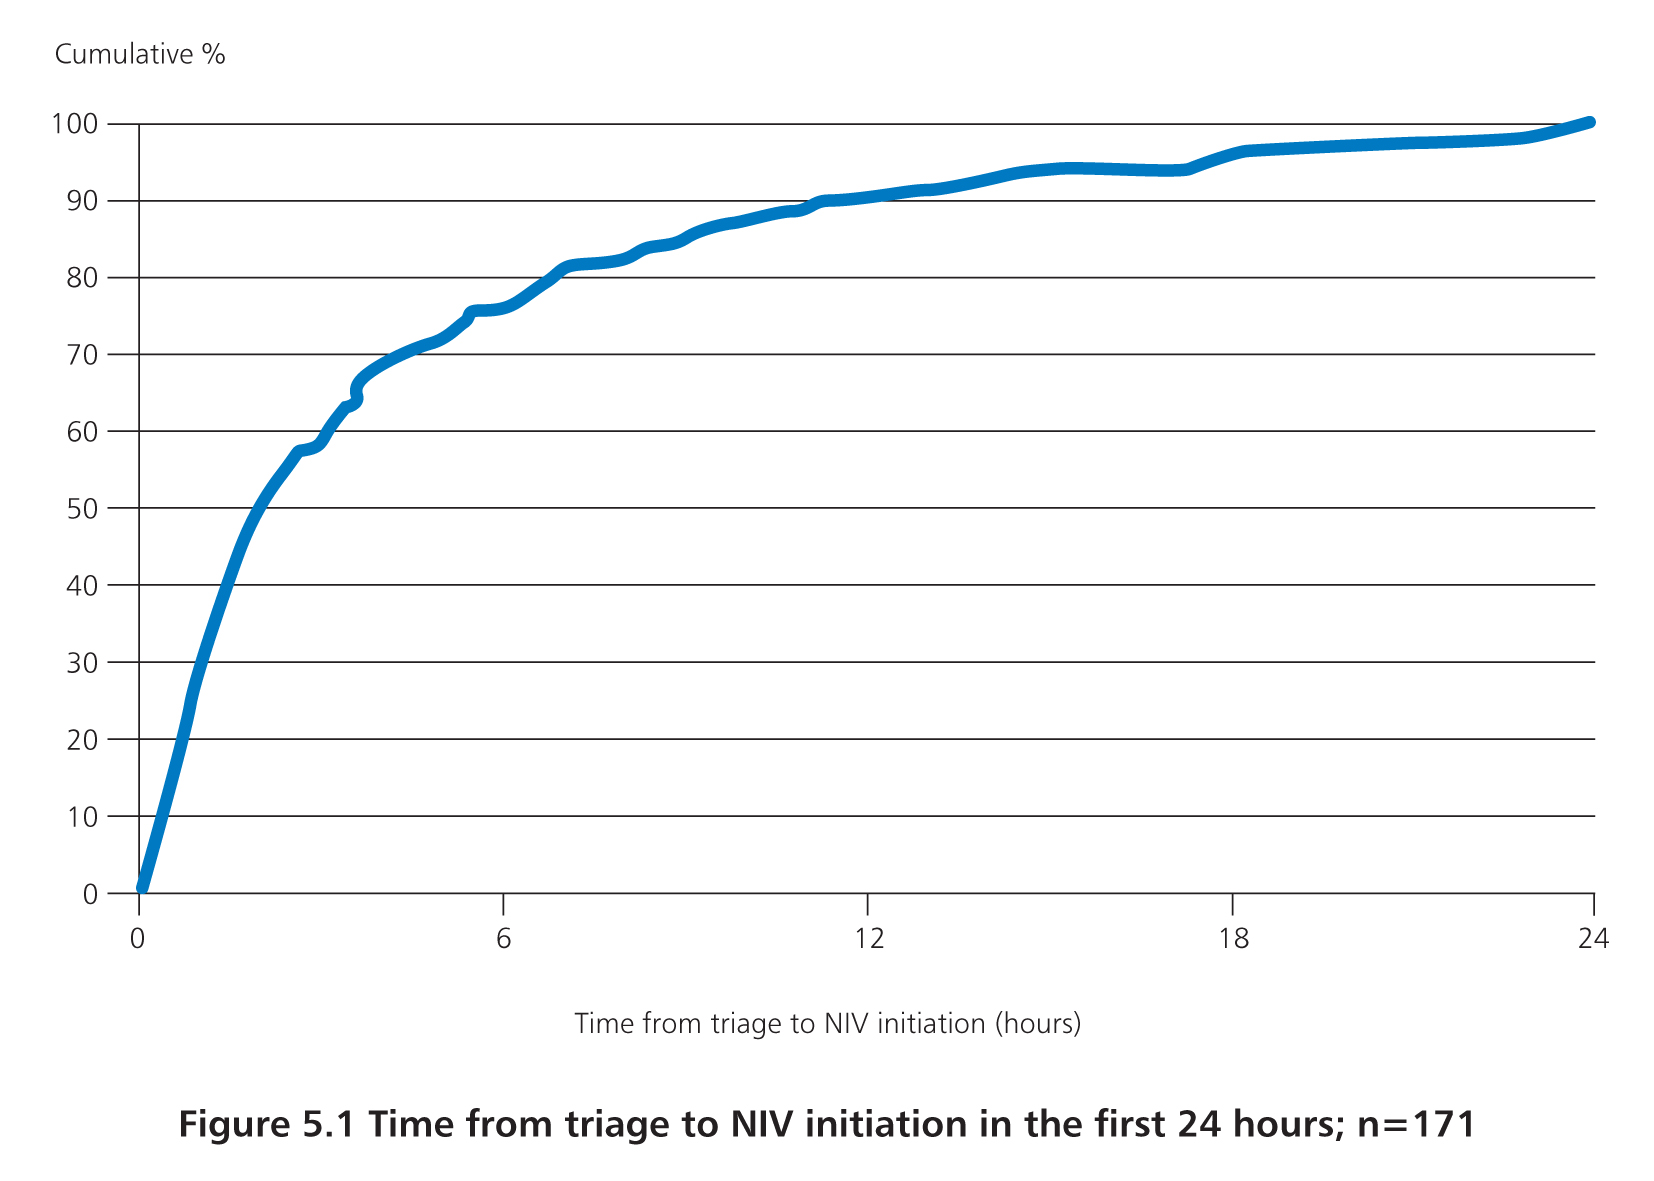 Cumulative %
100
90
80
70
60
50
40
30
20
10
0
0 6 12 18 24
Time from triage to NIV initiation (hours)
Figure 5.1 Time from triage to NIV initiation in the first 24 hours; n=171